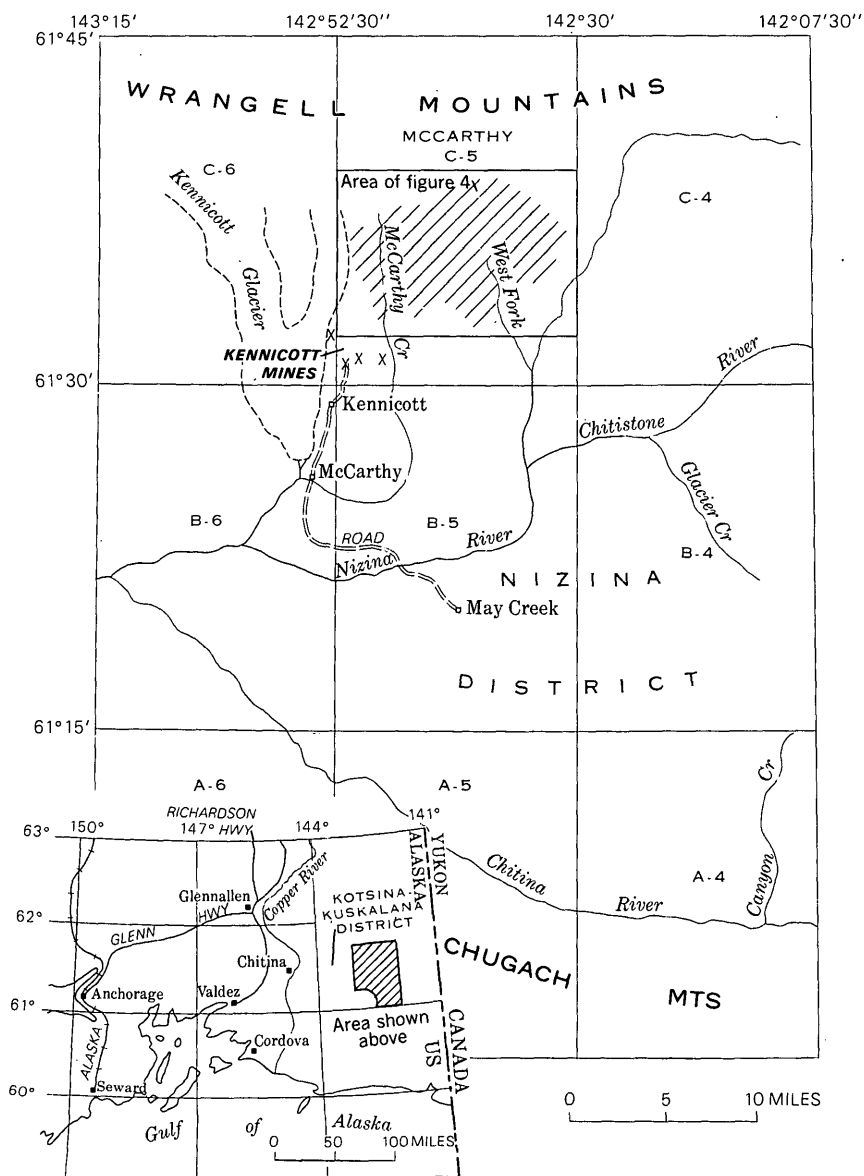 143°15'
142°52'30''
142°30'
142°07'30''
61°45'
WRANGELL MOUNTAINS
MCCARTHY
C-5
C-6
Kennicott
Glacier
Area of figure 4
C-4
McCarthy
Cr
West Fork
KENNICOTT
MINES
61°30'
River
Kennicott
Chitistone
McCarthy
Glacier Cr
B-6
B-5
ROAD
River
Nizina
B-4
NIZINA
May Creek
DISTRICT
61°15'
Cr
Canyon
A-6
A-5
A-4
Chitina
River
CHUGACH
MTS
RICHARDSON
HWY
150°
147°
144°
141°
63°
ALASKA
YUKON
Copper River
Glennallen
HWY
GLENN
62°
KOTSINA-
KUSKALANA
DISTRICT
Chitina
Anchorage
Valdez
61°
Area shown
above
CANADA
US
Cordova
ALASKA
Seward
60°
Gulf of Alaska
0 50 100 MILES
0 5 10 MILES